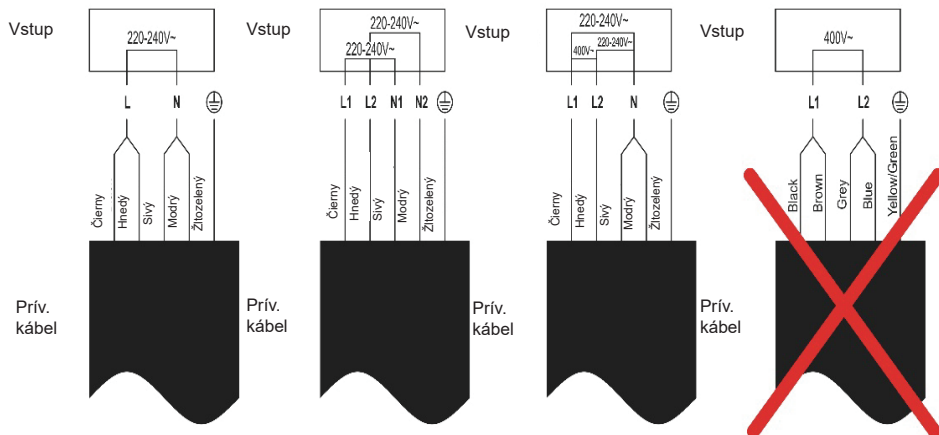 Vstup
220-240V~
L N
Čierny
Hnedý
Sivý
Modrý
Žltozelený
Prív.
kábel
Vstup
220-240V~
220-240V~
L1 L2 N1 N2
Čierny
Hnedý
Sivý
Modrý
Žltozelený
Prív.
kábel
Vstup
220-240V~
220-240V~
400V~
L1 L2 N
Čierny
Hnedý
Sivý
Modrý
Žltozelený
Prív.
kábel
Vstup
400V~
L1 L2
Black
Brown
Grey
Blue
Yellow/Green
Prív.
kábel